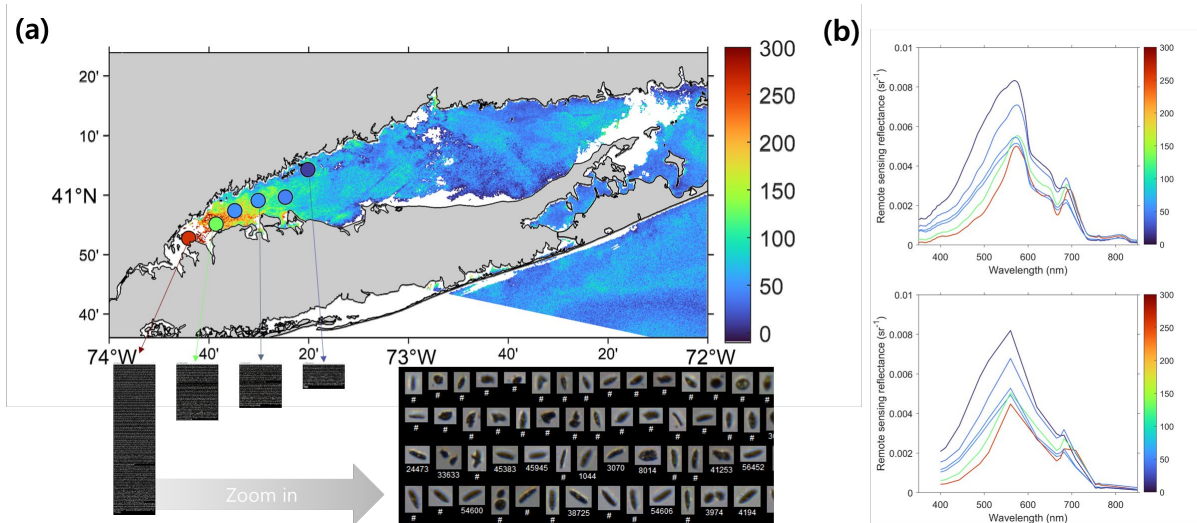 (a)
20'
10'
41°N
50'
40'
74°W
40'
20'
73°W
40'
20'
72°W
300
250
200
150
100
50
0
# # # # # # # # # # # # #
# # # # # # # # # # # #
24473 33633 # 45383 45945 # 1044 3070 8014 # # 41253 56452
# # 54600 # # 38725 # # 54606 # 3974 4194
Zoom in
(b)
0.01
0.008
0.006
0.004
0.002
0
Remote sensing reflectance (sr-1)
400 500 600 700 800
Wavelength (nm)
300
250
200
150
100
50
0
0.01
0.008
0.006
0.004
0.002
0
Remote sensing reflectance (sr-1)
400 500 600 700 800
Wavelength (nm)
300
250
200
150
100
50
0